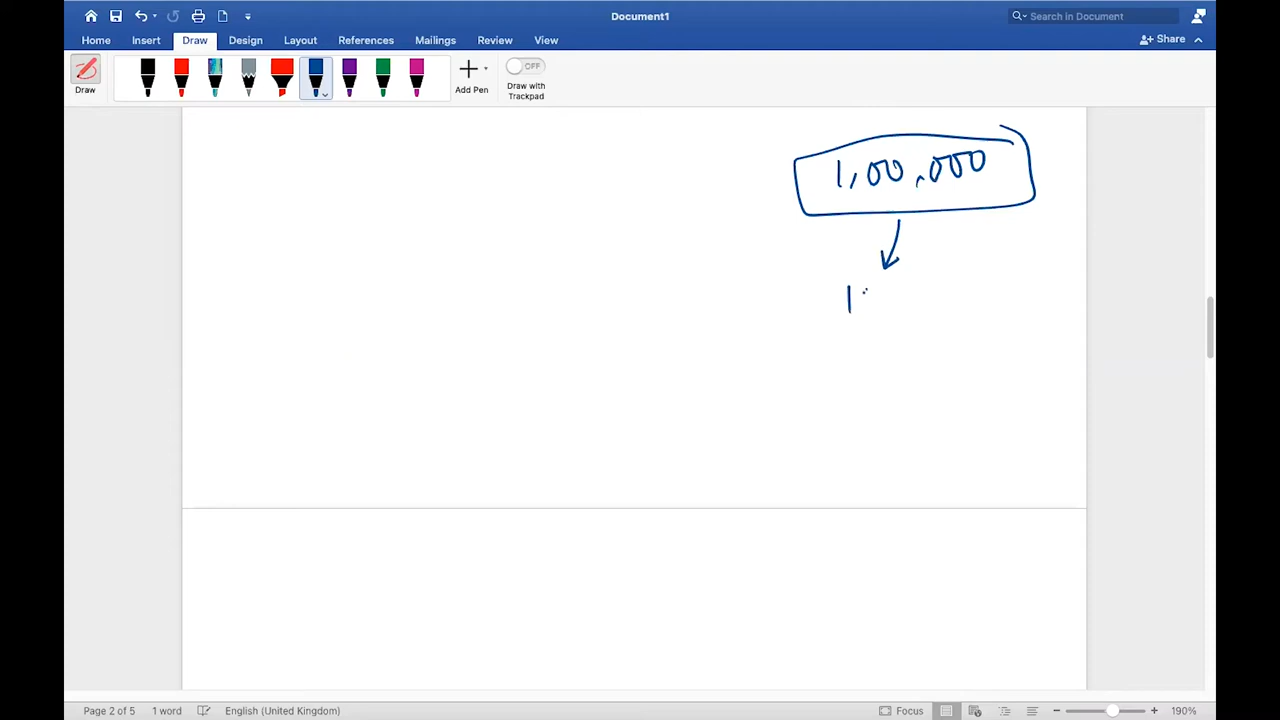 Document1
Search in Document
Home Insert Draw Design Layout References Mailings Review View
Share
Draw
Add Pen
OFF
Draw with
Trackpad
1,00,000
1
Page 2 of 5 1 word English (United Kingdom) Focus 190%